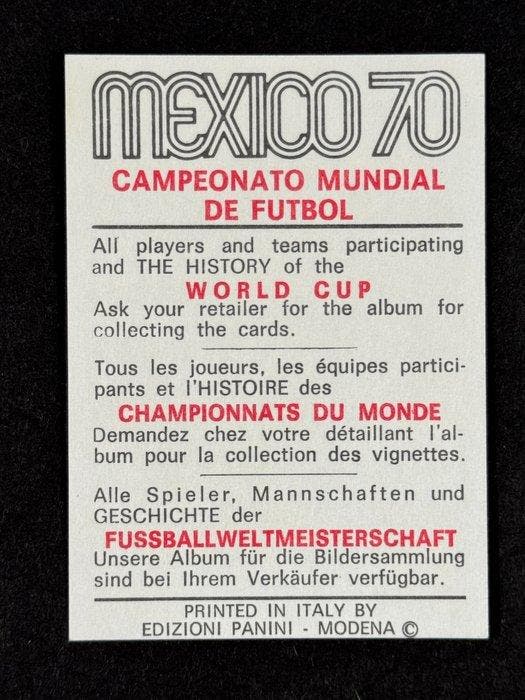 MEXICO 70
CAMPEONATO MUNDIAL
DE FUTBOL
All players and teams participating
and THE HISTORY of the
WORLD CUP
Ask your retailer for the album for
collecting the cards.
Tous les joueurs, les équipes partici-
pants et l'HISTOIRE des
CHAMPIONNATS DU MONDE
Demandez chez votre détaillant l'al-
bum pour la collection des vignettes.
Alle Spieler, Mannschaften und
GESCHICHTE der
FUSSBALLWELTMEISTERSCHAFT
Unsere Album für die Bildersammlung
sind bei Ihrem Verkäufer verfügbar.
PRINTED IN ITALY BY
EDIZIONI PANINI - MODENA ©